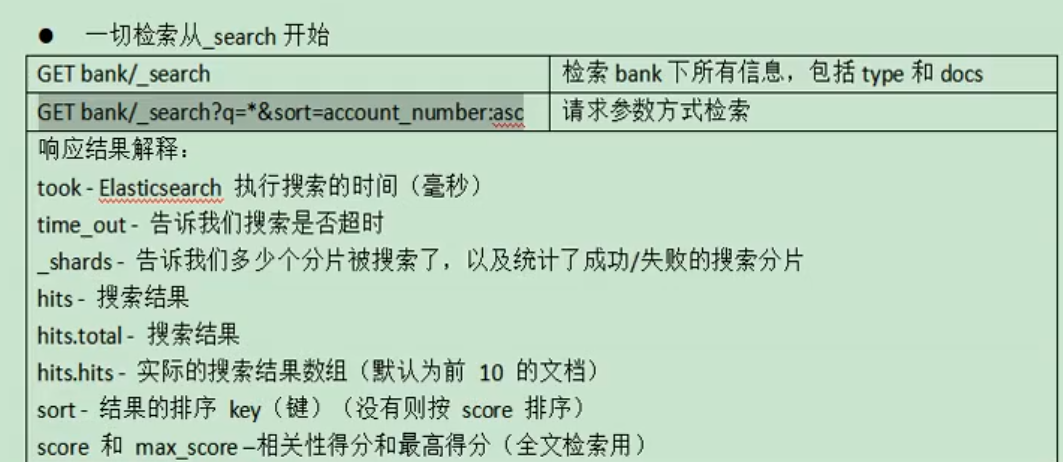 ● 一切检索从_search 开始
GET bank/_search 检索 bank 下所有信息，包括 type 和 docs
GET bank/_search?q=*&sort=account_number:asc 请求参数方式检索
响应结果解释：
took - Elasticsearch 执行搜索的时间（毫秒）
time_out - 告诉我们搜索是否超时
_shards - 告诉我们多少个分片被搜索了，以及统计了成功/失败的搜索分片
hits - 搜索结果
hits.total - 搜索结果
hits.hits - 实际的搜索结果数组（默认为前 10 的文档）
sort - 结果的排序 key（键）（没有则按 score 排序）
score 和 max_score –相关性得分和最高得分（全文检索用）